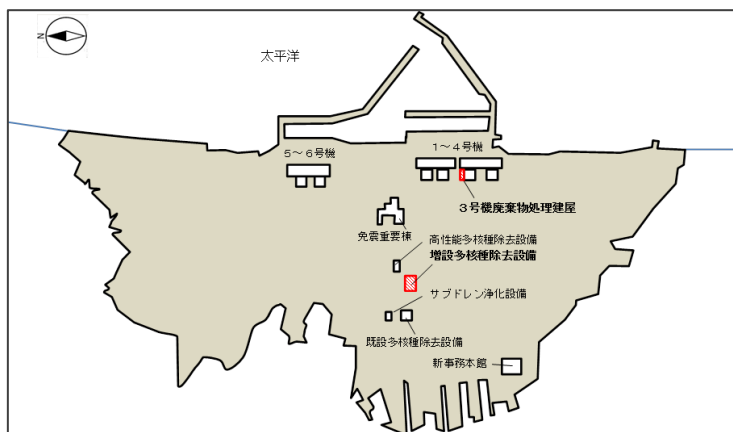 N
太平洋
5～6号機
1～4号機
3号機廃棄物処理建屋
免震重要棟
高性能多核種除去設備
増設多核種除去設備
サブドレン浄化設備
既設多核種除去設備
新事務本館